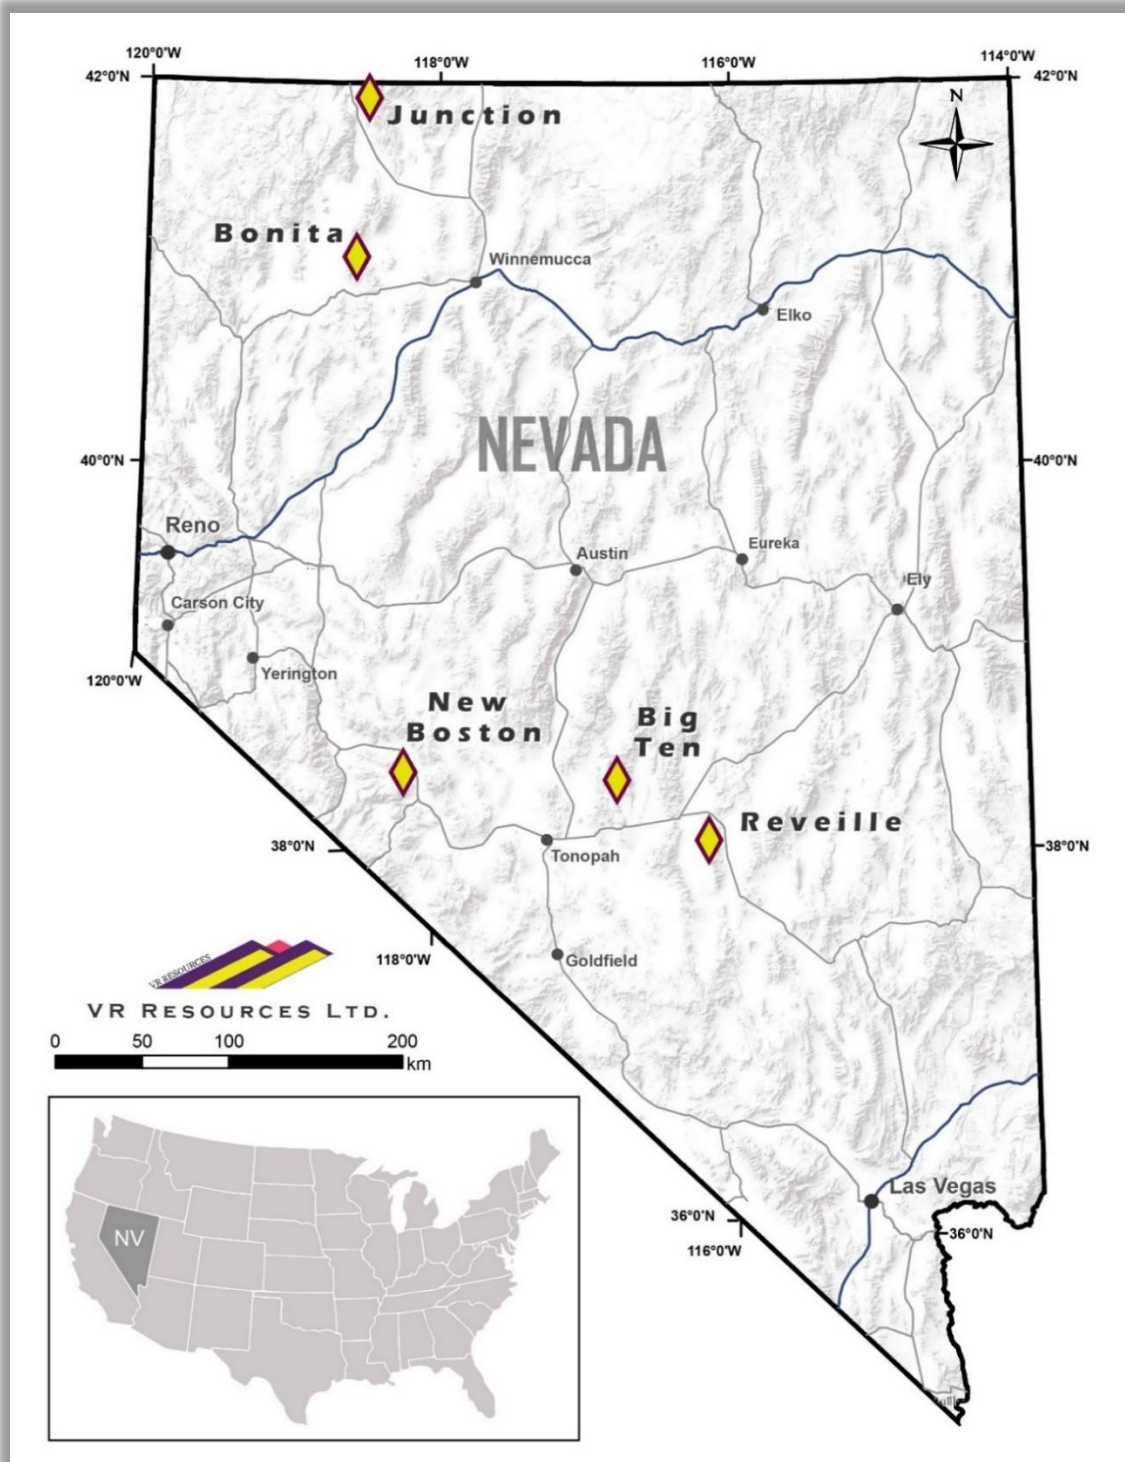 120°0'W
118°0'W
116°0'W
114°0'W
42°0'N
42°0'N
N
Junction
Bonita
Winnemucca
Elko
NEVADA
40°0'N
40°0'N
Reno
Austin
Eureka
Ely
Carson City
Yerington
120°0'W
New
Boston
Big
Ten
Reveille
38°0'N
38°0'N
Tonopah
118°0'W
Goldfield
VR RESOURCES
VR RESOURCES LTD.
0 50 100 200
km
NV
Las Vegas
36°0'N
36°0'N
116°0'W